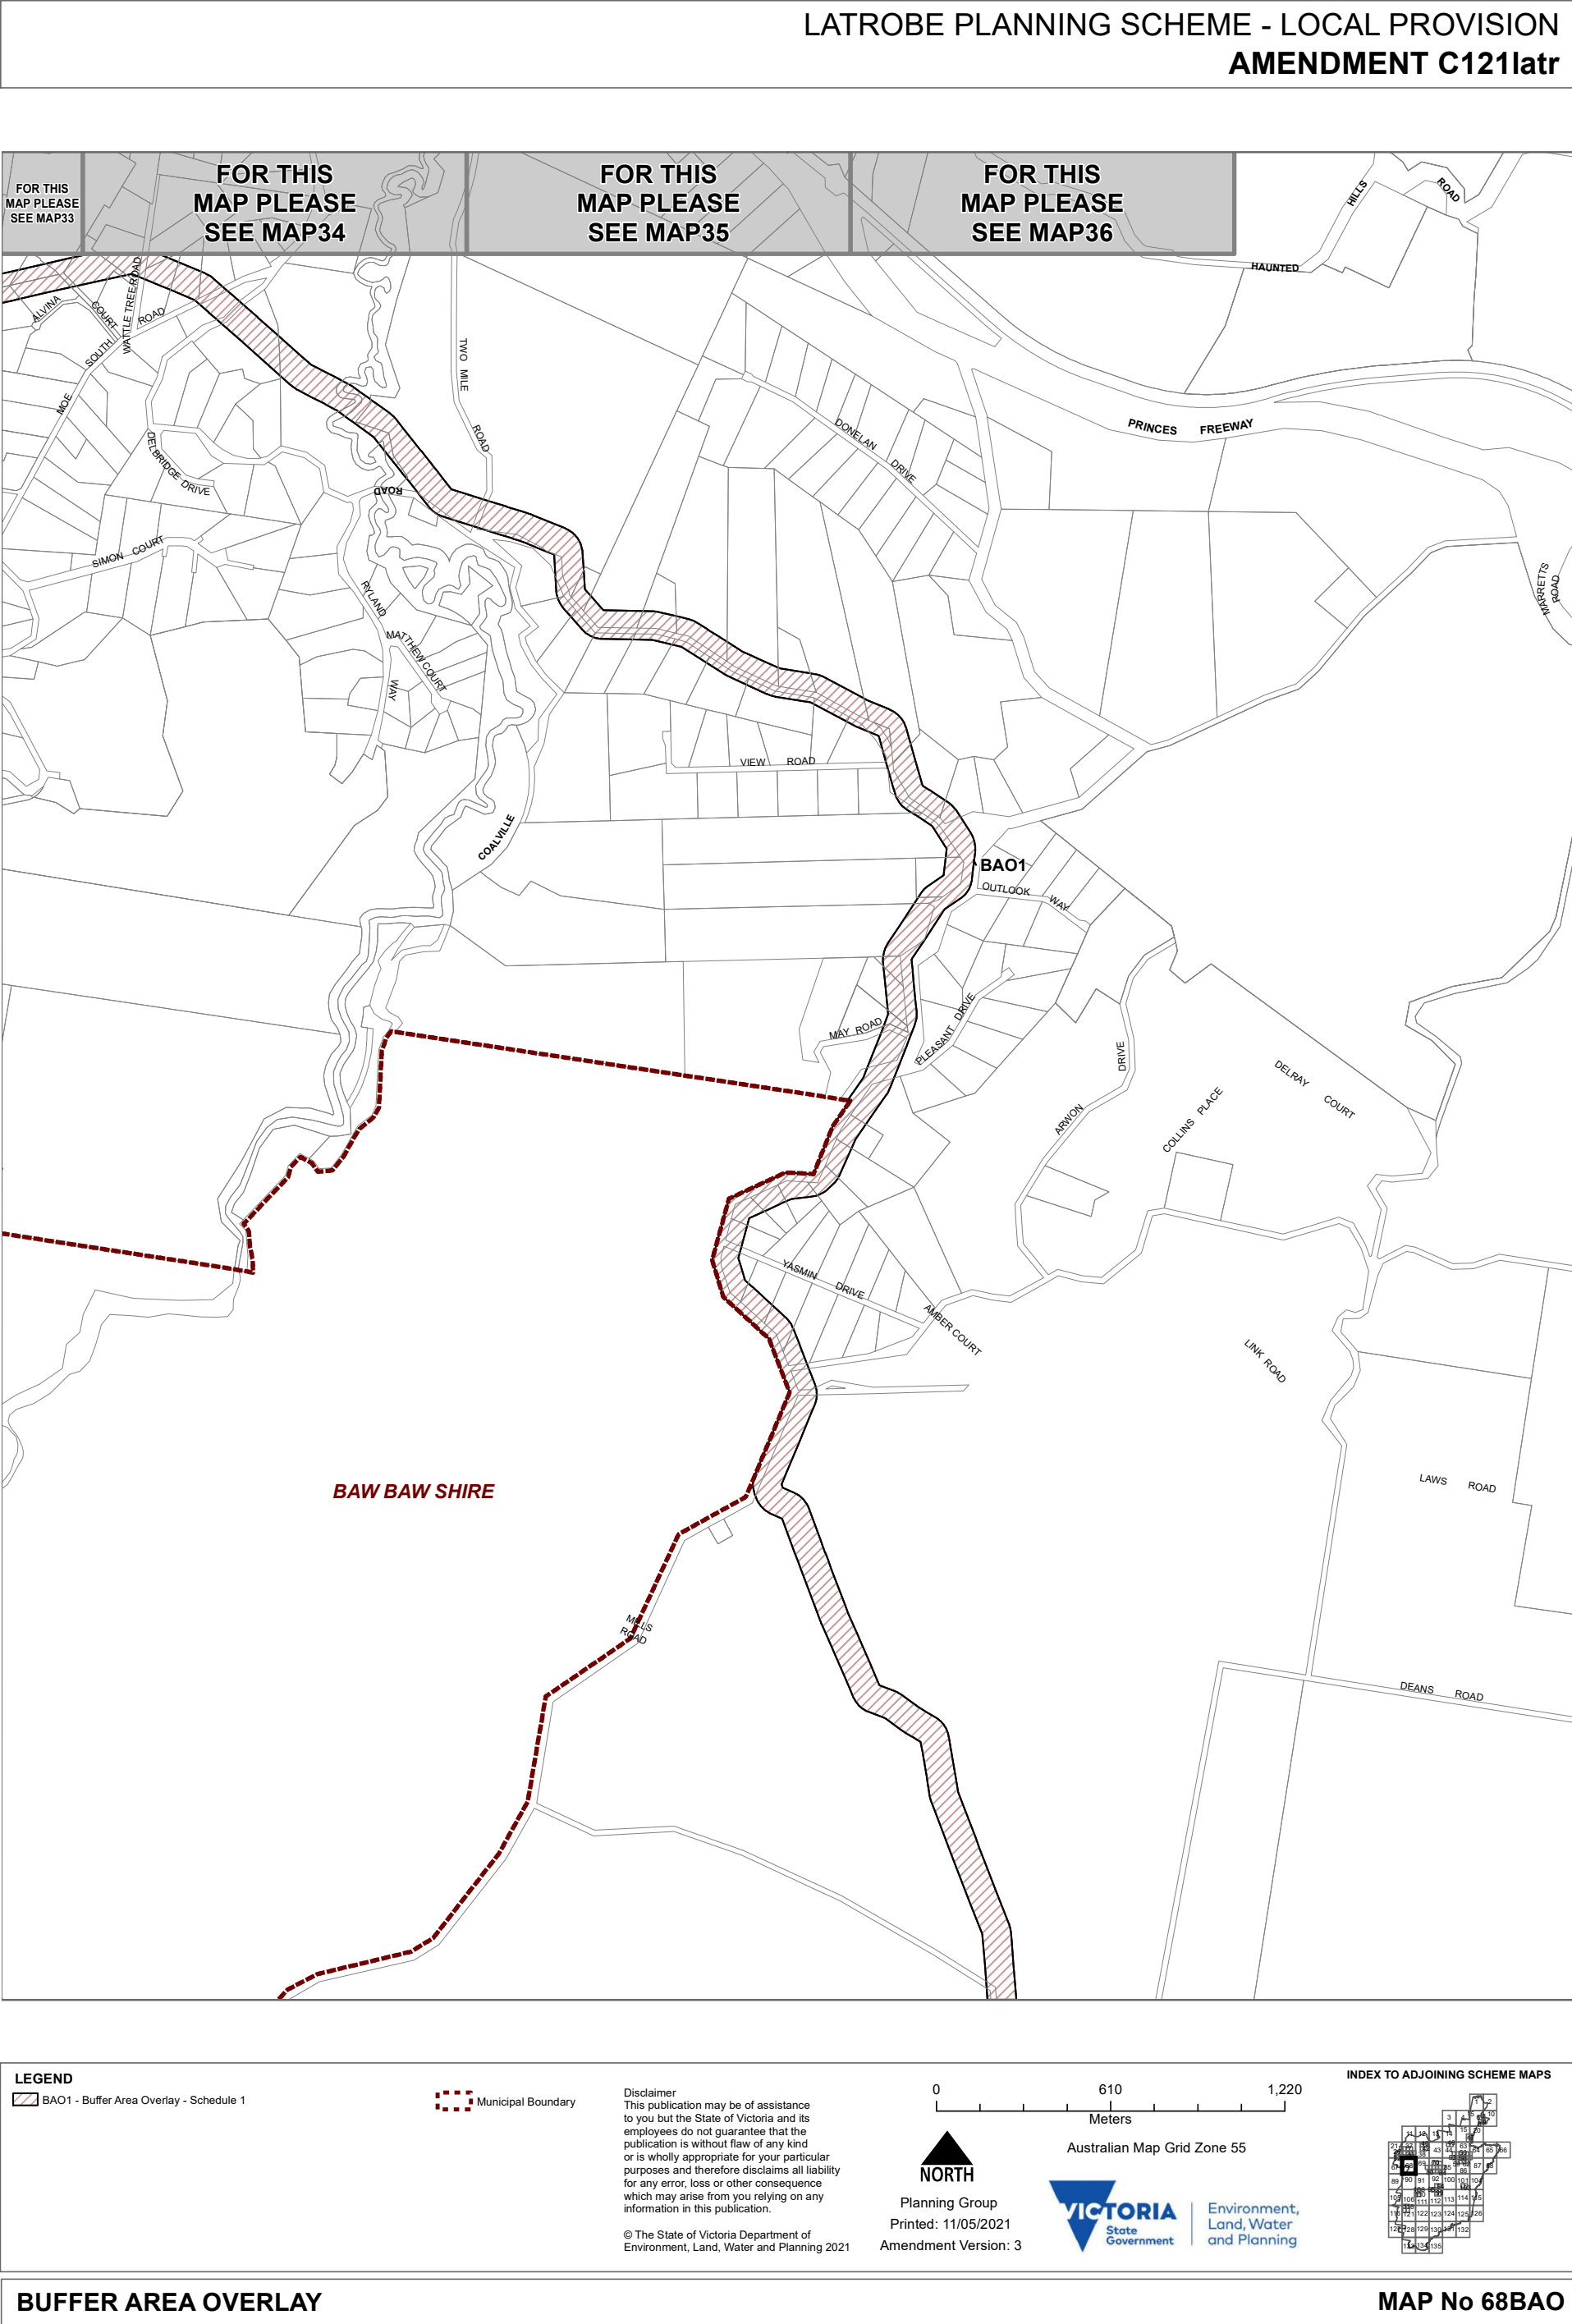 LATROBE PLANNING SCHEME - LOCAL PROVISION
AMENDMENT C121latr
FOR THIS
MAP PLEASE
SEE MAP33
FOR THIS
MAP PLEASE
SEE MAP34
FOR THIS
MAP PLEASE
SEE MAP35
FOR THIS
MAP PLEASE
SEE MAP36
HILLS
ROAD
HAUNTED
ALVINA
COURT
WATTLE TREE ROAD
ROAD
SOUTH
MOE
TWO MILE
ROAD
DELBRIDGE DRIVE
ROAD
SIMON COURT
DONELAN
DRIVE
PRINCES FREEWAY
MARRETTS
ROAD
RYLAND
MATTHEW COURT
WAY
VIEW ROAD
COALVILLE
BAO1
OUTLOOK
WAY
MAY ROAD
PLEASANT DRIVE
DRIVE
ARWON
COLLINS PLACE
DELRAY
COURT
YASMIN
DRIVE
AMBER COURT
LINK ROAD
BAW BAW SHIRE
LAWS ROAD
MILLS
ROAD
DEANS ROAD
LEGEND
BAO1 - Buffer Area Overlay - Schedule 1
Municipal Boundary
Disclaimer
This publication may be of assistance
to you but the State of Victoria and its
employees do not guarantee that the
publication is without flaw of any kind
or is wholly appropriate for your particular
purposes and therefore disclaims all liability
for any error, loss or other consequence
which may arise from you relying on any
information in this publication.
© The State of Victoria Department of
Environment, Land, Water and Planning 2021
0 610 1,220
Meters
Australian Map Grid Zone 55
NORTH
Planning Group
Printed: 11/05/2021
Amendment Version: 3
VICTORIA
State
Government
Environment,
Land, Water
and Planning
INDEX TO ADJOINING SCHEME MAPS
BUFFER AREA OVERLAY
MAP No 68BAO